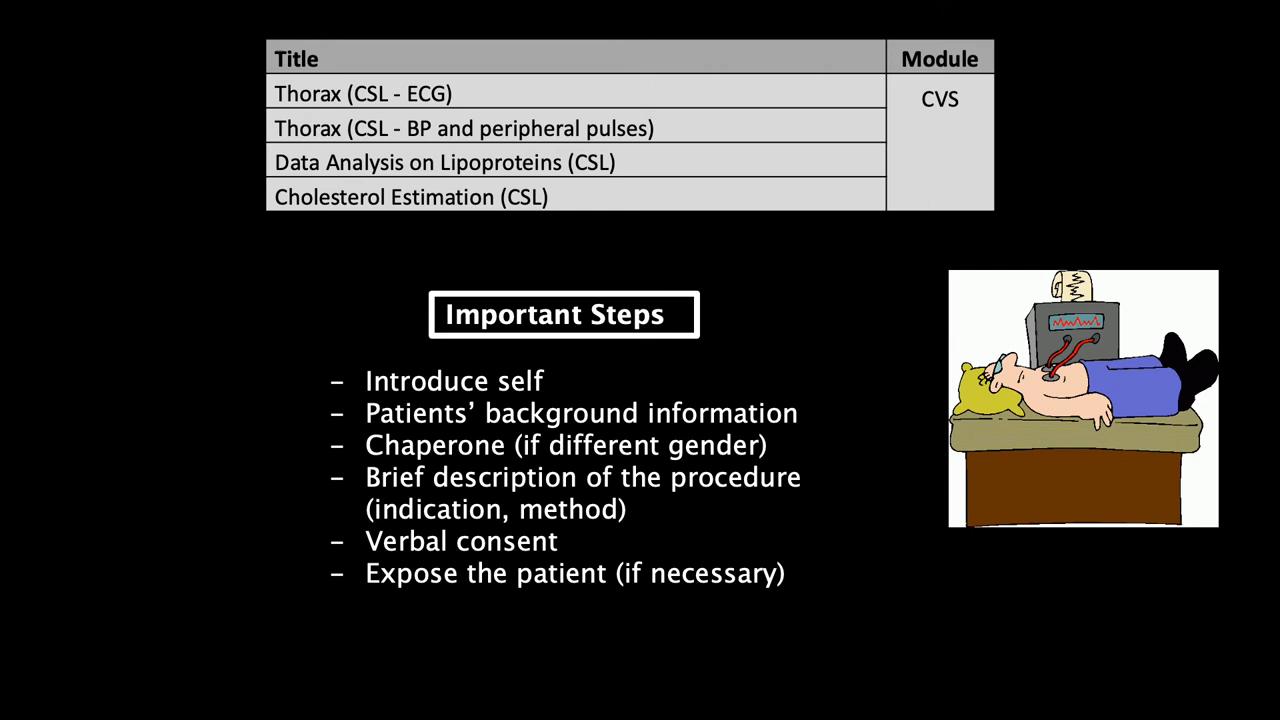 Title Module
Thorax (CSL - ECG) CVS
Thorax (CSL - BP and peripheral pulses)
Data Analysis on Lipoproteins (CSL)
Cholesterol Estimation (CSL)
Important Steps
– Introduce self
– Patients’ background information
– Chaperone (if different gender)
– Brief description of the procedure
(indication, method)
– Verbal consent
– Expose the patient (if necessary)